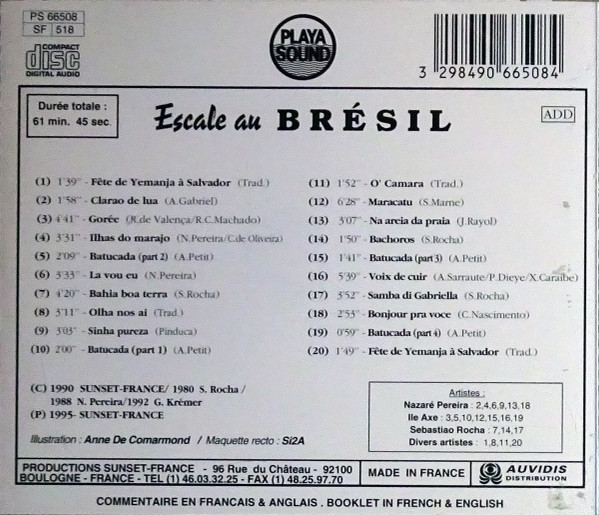 PS 66508
SF 518
COMPACT
disc
DIGITAL AUDIO
PLAYA
SOUND
3 298490 665084
Durée totale :
61 min. 45 sec.
Escale au BRÉSIL
ADD
(1) 1'39" - Fête de Yemanja à Salvador (Trad.)
(2) 1'58" - Clarao de lua (A.Gabriel)
(3) 4'41" - Gorée (R.de Valença/R.C.Machado)
(4) 3'31" - Ilhas do marajo (N.Pereira/C.de Oliveira)
(5) 2'09" - Batucada (part 2) (A.Petit)
(6) 3'33" - La vou eu (N.Pereira)
(7) 4'20" - Bahia boa terra (S.Rocha)
(8) 3'11" - Olha nos ai (Trad.)
(9) 3'03" - Sinha pureza (Pinduca)
(10) 2'00" - Batucada (part 1) (A.Petit)
(11) 1'52" - O' Camara (Trad.)
(12) 6'28" - Maracatu (S.Marne)
(13) 3'07" - Na areia da praia (J.Rayol)
(14) 1'50" - Bachoros (S.Rocha)
(15) 1'41" - Batucada (part 3) (A.Petit)
(16) 5'39" - Voix de cuir (A.Sarraute/P.Dieye/X.Caraïbe)
(17) 3'52" - Samba di Gabriella (S.Rocha)
(18) 2'53" - Bonjour pra voce (C.Nascimento)
(19) 0'59" - Batucada (part 4) (A.Petit)
(20) 1'49" - Fête de Yemanja à Salvador (Trad.)
(C) 1990 SUNSET-FRANCE/ 1980 S. Rocha /
1988 N. Pereira/1992 G. Krémer
(P) 1995- SUNSET-FRANCE
Illustration : Anne De Comarmond / Maquette recto : Si2A
Artistes :
Nazaré Pereira : 2,4,6,9,13,18
Ile Axe : 3,5,10,12,15,16,19
Sebastiao Rocha : 7,14,17
Divers artistes : 1,8,11,20
PRODUCTIONS SUNSET-FRANCE - 96 Rue du Château - 92100
BOULOGNE - FRANCE - TEL (1) 46.03.32.25 - FAX (1) 48.25.97.70
MADE IN FRANCE
AUVIDIS
DISTRIBUTION
COMMENTAIRE EN FRANCAIS & ANGLAIS . BOOKLET IN FRENCH & ENGLISH